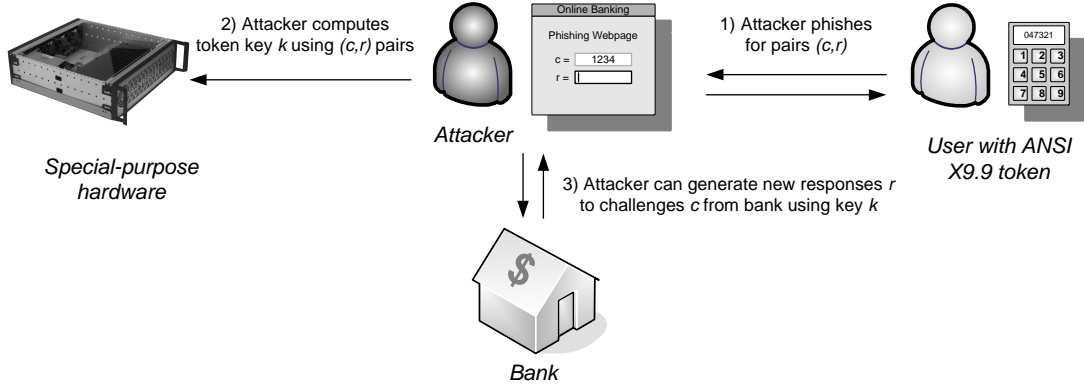 2) Attacker computes
token key k using (c,r) pairs
Online Banking
Phishing Webpage
c = 1234
r =
1) Attacker phishes
for pairs (c,r)
047321
1 2 3
4 5 6
7 8 9
Attacker
User with ANSI
X9.9 token
Special-purpose
hardware
3) Attacker can generate new responses r
to challenges c from bank using key k
$
Bank